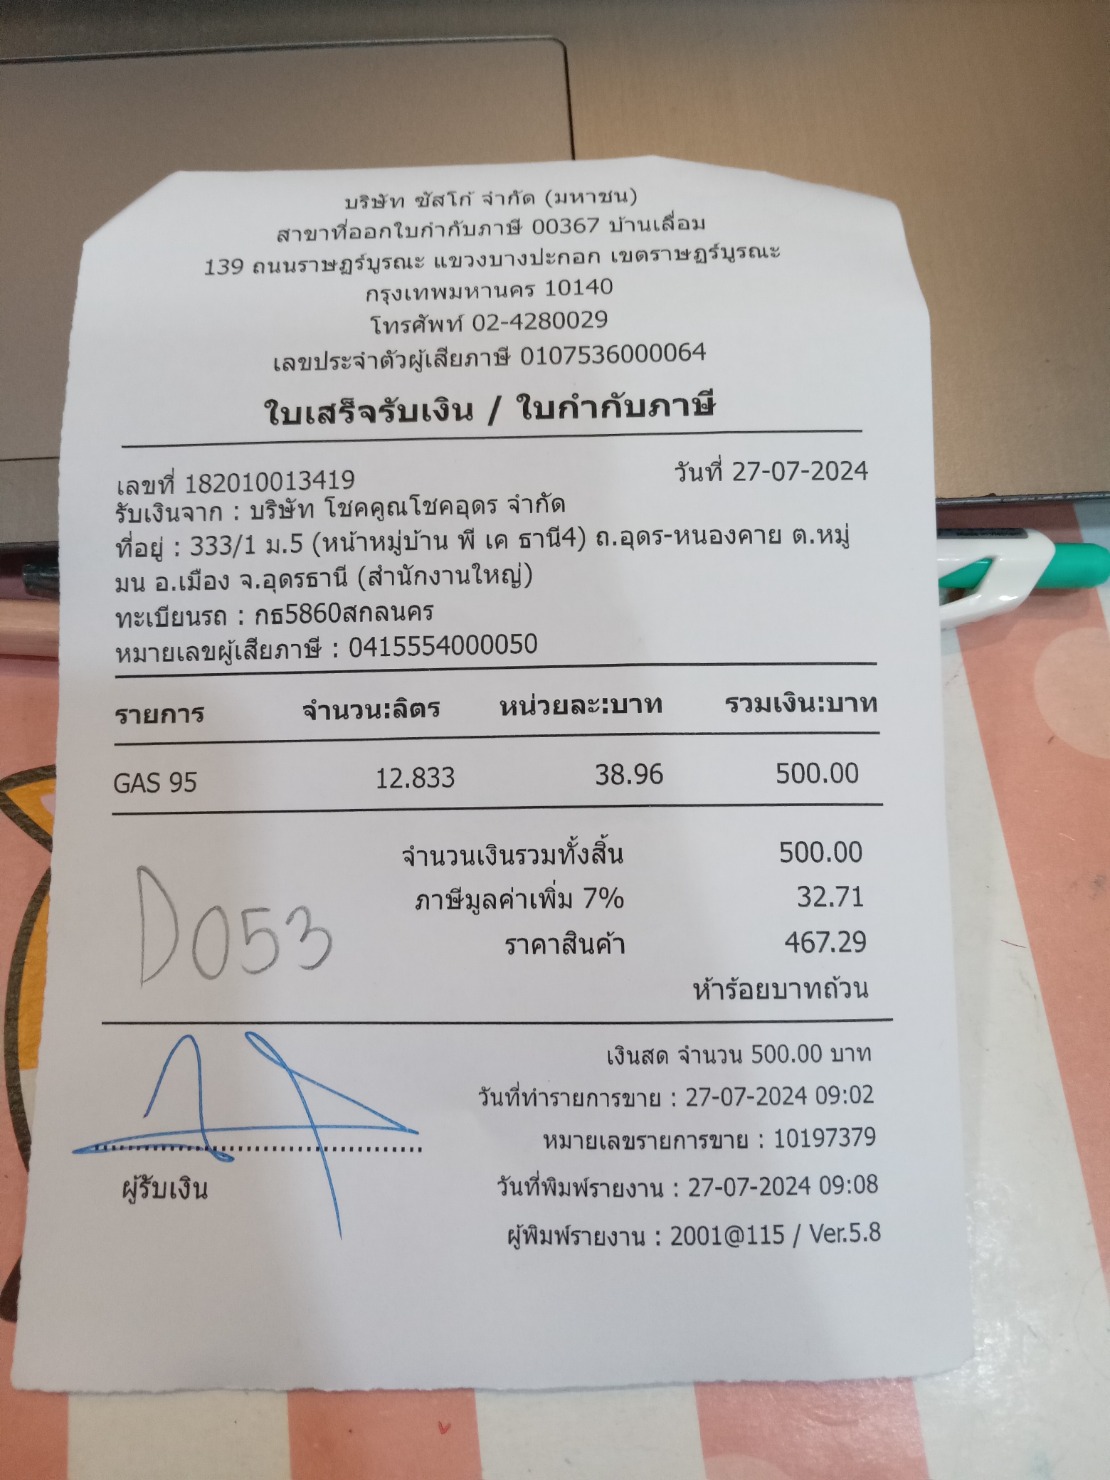 บริษัท ซัสโก้ จำกัด (มหาชน)
สาขาที่ออกใบกำกับภาษี 00367 บ้านเลื่อม
139 ถนนราษฎร์บูรณะ แขวงบางปะกอก เขตราษฎร์บูรณะ
กรุงเทพมหานคร 10140
โทรศัพท์ 02-4280029
เลขประจำตัวผู้เสียภาษี 0107536000064
ใบเสร็จรับเงิน / ใบกำกับภาษี
เลขที่ 182010013419 วันที่ 27-07-2024
รับเงินจาก : บริษัท โชคคูณโชคอุดร จำกัด
ที่อยู่ : 333/1 ม.5 (หน้าหมู่บ้าน พี เค ธานี4) ถ.อุดร-หนองคาย ต.หมู่
มน อ.เมือง จ.อุดรธานี (สำนักงานใหญ่)
ทะเบียนรถ : กธ5860สกลนคร
หมายเลขผู้เสียภาษี : 0415554000050
รายการ จำนวน:ลิตร หน่วยละ:บาท รวมเงิน:บาท
GAS 95 12.833 38.96 500.00
จำนวนเงินรวมทั้งสิ้น 500.00
ภาษีมูลค่าเพิ่ม 7% 32.71
ราคาสินค้า 467.29
D053
ห้าร้อยบาทถ้วน
เงินสด จำนวน 500.00 บาท
วันที่ทำรายการขาย : 27-07-2024 09:02
หมายเลขรายการขาย : 10197379
ผู้รับเงิน
วันที่พิมพ์รายงาน : 27-07-2024 09:08
ผู้พิมพ์รายงาน : 2001@115 / Ver.5.8